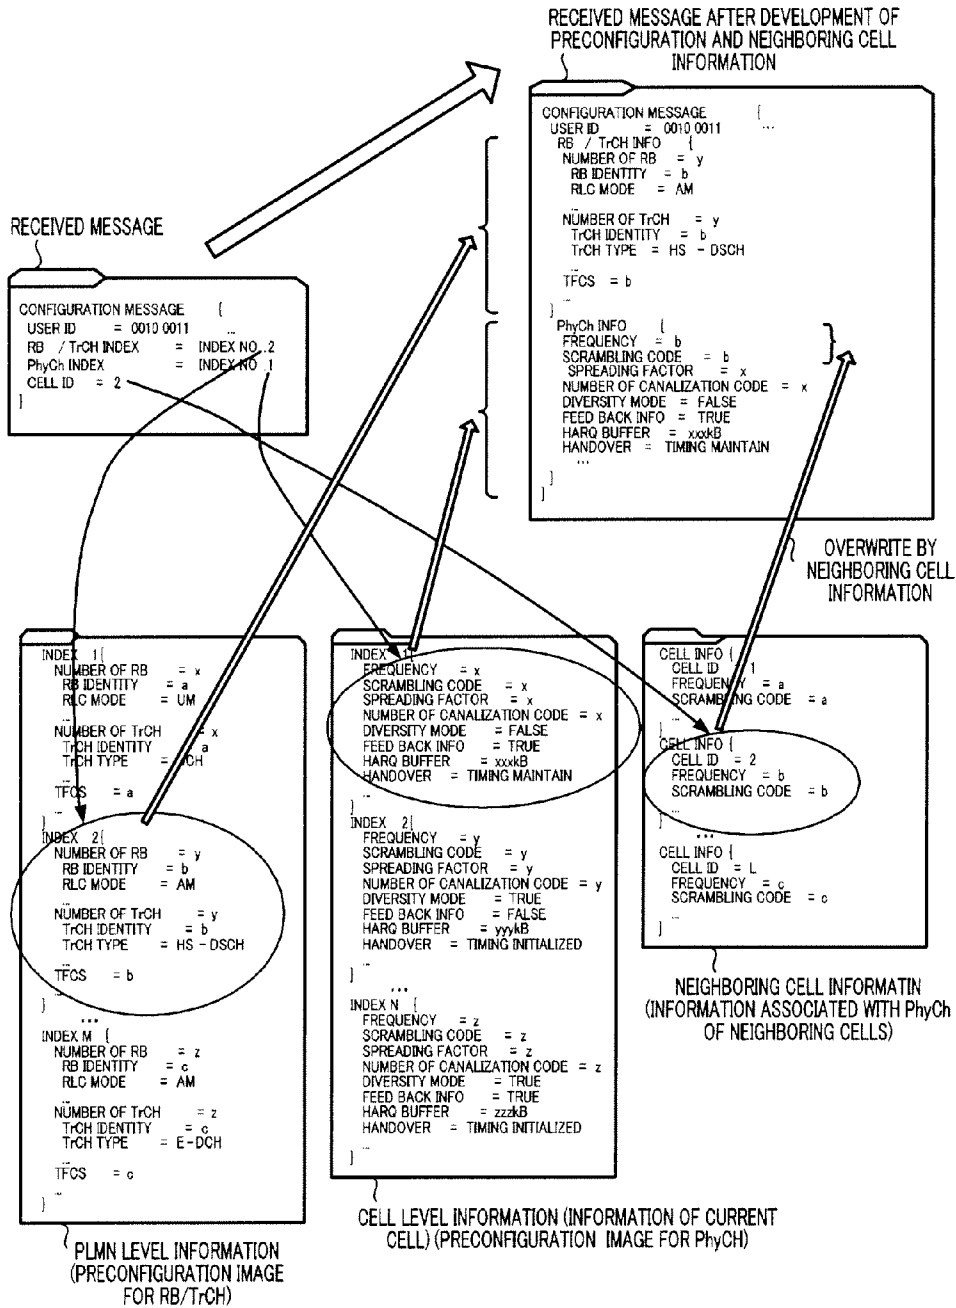 RECEIVED MESSAGE AFTER DEVELOPMENT OF
PRECONFIGURATION AND NEIGHBORING CELL
INFORMATION
CONFIGURATION MESSAGE {
USER ID = 0010 0011 ...
RB / TrCH INFO {
NUMBER OF RB = y
RB IDENTITY = b
RLC MODE = AM
...
NUMBER OF TrCH = y
TrCH IDENTITY = b
TrCH TYPE = HS - DSCH
...
TFCS = b
...
}
PhyCh INFO {
FREQUENCY = b
SCRAMBLING CODE = b
SPREADING FACTOR = x
NUMBER OF CANALIZATION CODE = x
DIVERSITY MODE = FALSE
FEED BACK INFO = TRUE
HARQ BUFFER = xxxkB
HANDOVER = TIMING MAINTAIN
...
}
}
RECEIVED MESSAGE
CONFIGURATION MESSAGE {
USER ID = 0010 0011 ...
RB / TrCH INDEX = INDEX NO .2
PhyCh INDEX = INDEX NO .1
CELL ID = 2
}
OVERWRITE BY
NEIGHBORING CELL
INFORMATION
INDEX 1{
NUMBER OF RB = x
RB IDENTITY = a
RLC MODE = UM
...
NUMBER OF TrCH = x
TrCH IDENTITY a
TrCH TYPE =
...
TFCS = a
...
}
INDEX 2{
NUMBER OF RB = y
RB IDENTITY = b
RLC MODE = AM
...
NUMBER OF TrCH = y
TrCH IDENTITY = b
TrCH TYPE = HS - DSCH
...
TFCS = b
...
}
...
INDEX M {
NUMBER OF RB = z
RB IDENTITY = c
RLC MODE = AM
...
NUMBER OF TrCH = z
TrCH IDENTITY = c
TrCH TYPE = E-DCH
...
TFCS = c
...
}
PLMN LEVEL INFORMATION
(PRECONFIGURATION IMAGE
FOR RB/TrCH)
INDEX 1{
FREQUENCY = x
SCRAMBLING CODE = x
SPREADING FACTOR = x
NUMBER OF CANALIZATION CODE = x
DIVERSITY MODE = FALSE
FEED BACK INFO = TRUE
HARQ BUFFER = xxxkB
HANDOVER = TIMING MAINTAIN
...
}
INDEX 2{
FREQUENCY = y
SCRAMBLING CODE = y
SPREADING FACTOR = y
NUMBER OF CANALIZATION CODE = y
DIVERSITY MODE = TRUE
FEED BACK INFO = FALSE
HARQ BUFFER = yyykB
HANDOVER = TIMING INITIALIZED
...
}
...
INDEX N {
FREQUENCY = z
SCRAMBLING CODE = z
SPREADING FACTOR = z
NUMBER OF CANALIZATION CODE = z
DIVERSITY MODE = TRUE
FEED BACK INFO = TRUE
HARQ BUFFER = zzzkB
HANDOVER = TIMING INITIALIZED
...
}
CELL LEVEL INFORMATION (INFORMATION OF CURRENT
CELL) (PRECONFIGURATION IMAGE FOR PhyCH)
CELL INFO {
CELL ID = 1
FREQUENCY = a
SCRAMBLING CODE = a
...
}
CELL INFO {
CELL ID = 2
FREQUENCY = b
SCRAMBLING CODE = b
...
}
...
CELL INFO {
CELL ID = L
FREQUENCY = c
SCRAMBLING CODE = c
...
}
NEIGHBORING CELL INFORMATIN
(INFORMATION ASSOCIATED WITH PhyCh
OF NEIGHBORING CELLS)